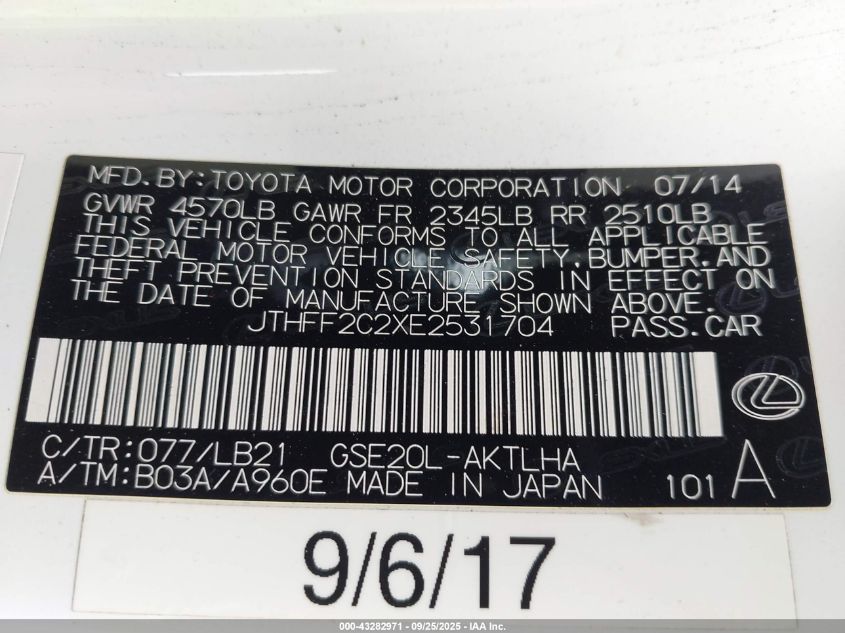 MFD. BY: TOYOTA MOTOR CORPORATION 07/14
GVWR 4570LB GAWR FR 2345LB RR 2510LB
THIS VEHICLE CONFORMS TO ALL APPLICABLE
FEDERAL MOTOR VEHICLE SAFETY, BUMPER, AND
THEFT PREVENTION STANDARDS IN EFFECT ON
THE DATE OF MANUFACTURE SHOWN ABOVE.
JTHFF2C2XE2531704 PASS. CAR
C/TR: 077/LB21 GSE20L-AKTLHA
A/TM: B03A/A960E MADE IN JAPAN 101 A
9/6/17
000-43282971 - 09/25/2025 - IAA Inc.